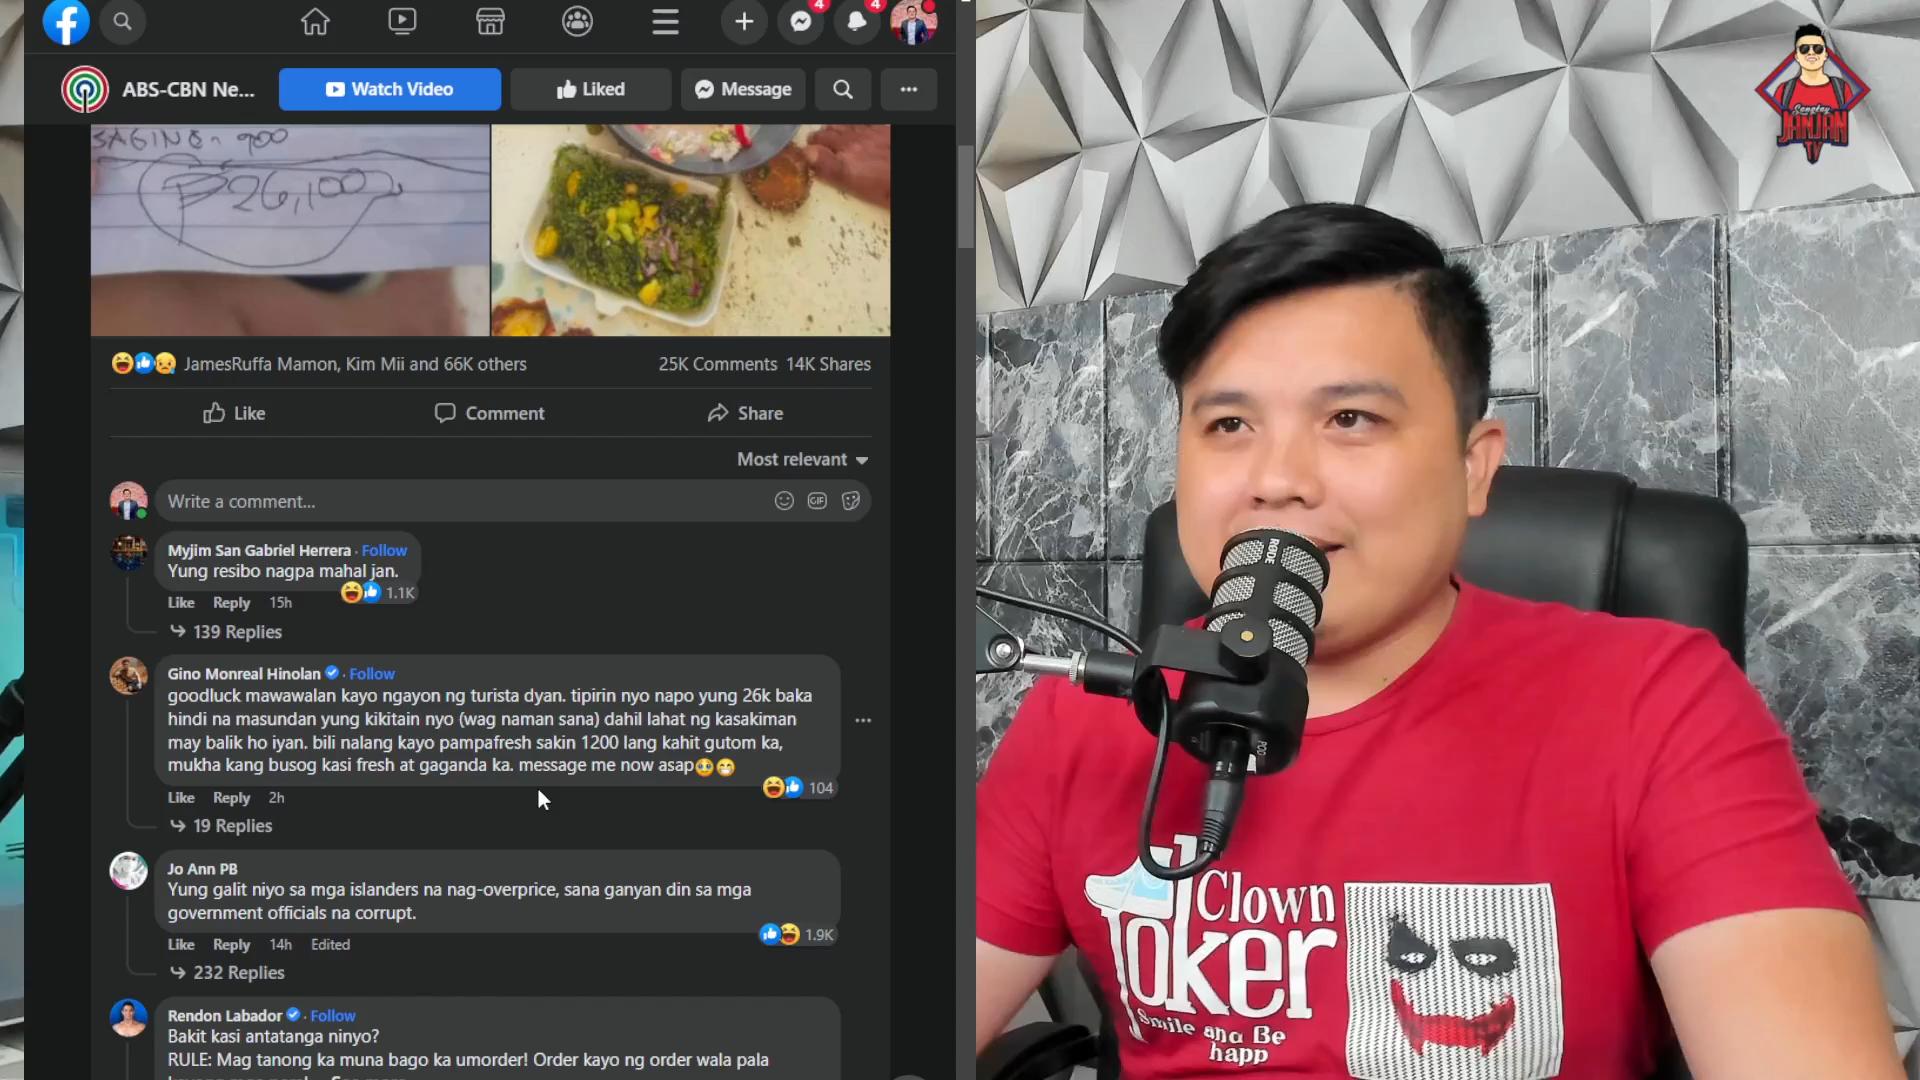 4
4
ABS-CBN Ne...
Watch Video
Liked
Message
SAGING - 900
₱26,100
JamesRuffa Mamon, Kim Mii and 66K others
25K Comments 14K Shares
Like
Comment
Share
Most relevant
Write a comment...
GIF
Myjim San Gabriel Herrera · Follow
Yung resibo nagpa mahal jan.
1.1K
Like Reply 15h
139 Replies
Gino Monreal Hinolan · Follow
goodluck mawawalan kayo ngayon ng turista dyan. tipirin nyo napo yung 26k baka
hindi na masundan yung kikitain nyo (wag naman sana) dahil lahat ng kasakiman
may balik ho iyan. bili nalang kayo pampafresh sakin 1200 lang kahit gutom ka,
mukha kang busog kasi fresh at gaganda ka. message me now asap🥹😁
104
Like Reply 2h
19 Replies
Jo Ann PB
Yung galit niyo sa mga islanders na nag-overprice, sana ganyan din sa mga
government officials na corrupt.
1.9K
Like Reply 14h Edited
232 Replies
Rendon Labador · Follow
Bakit kasi antatanga ninyo?
RULE: Mag tanong ka muna bago ka umorder! Order kayo ng order wala pala
Sangkay
JANJAN
TV
RØDE
POD
Clown
Joker
Smile and Be
happ